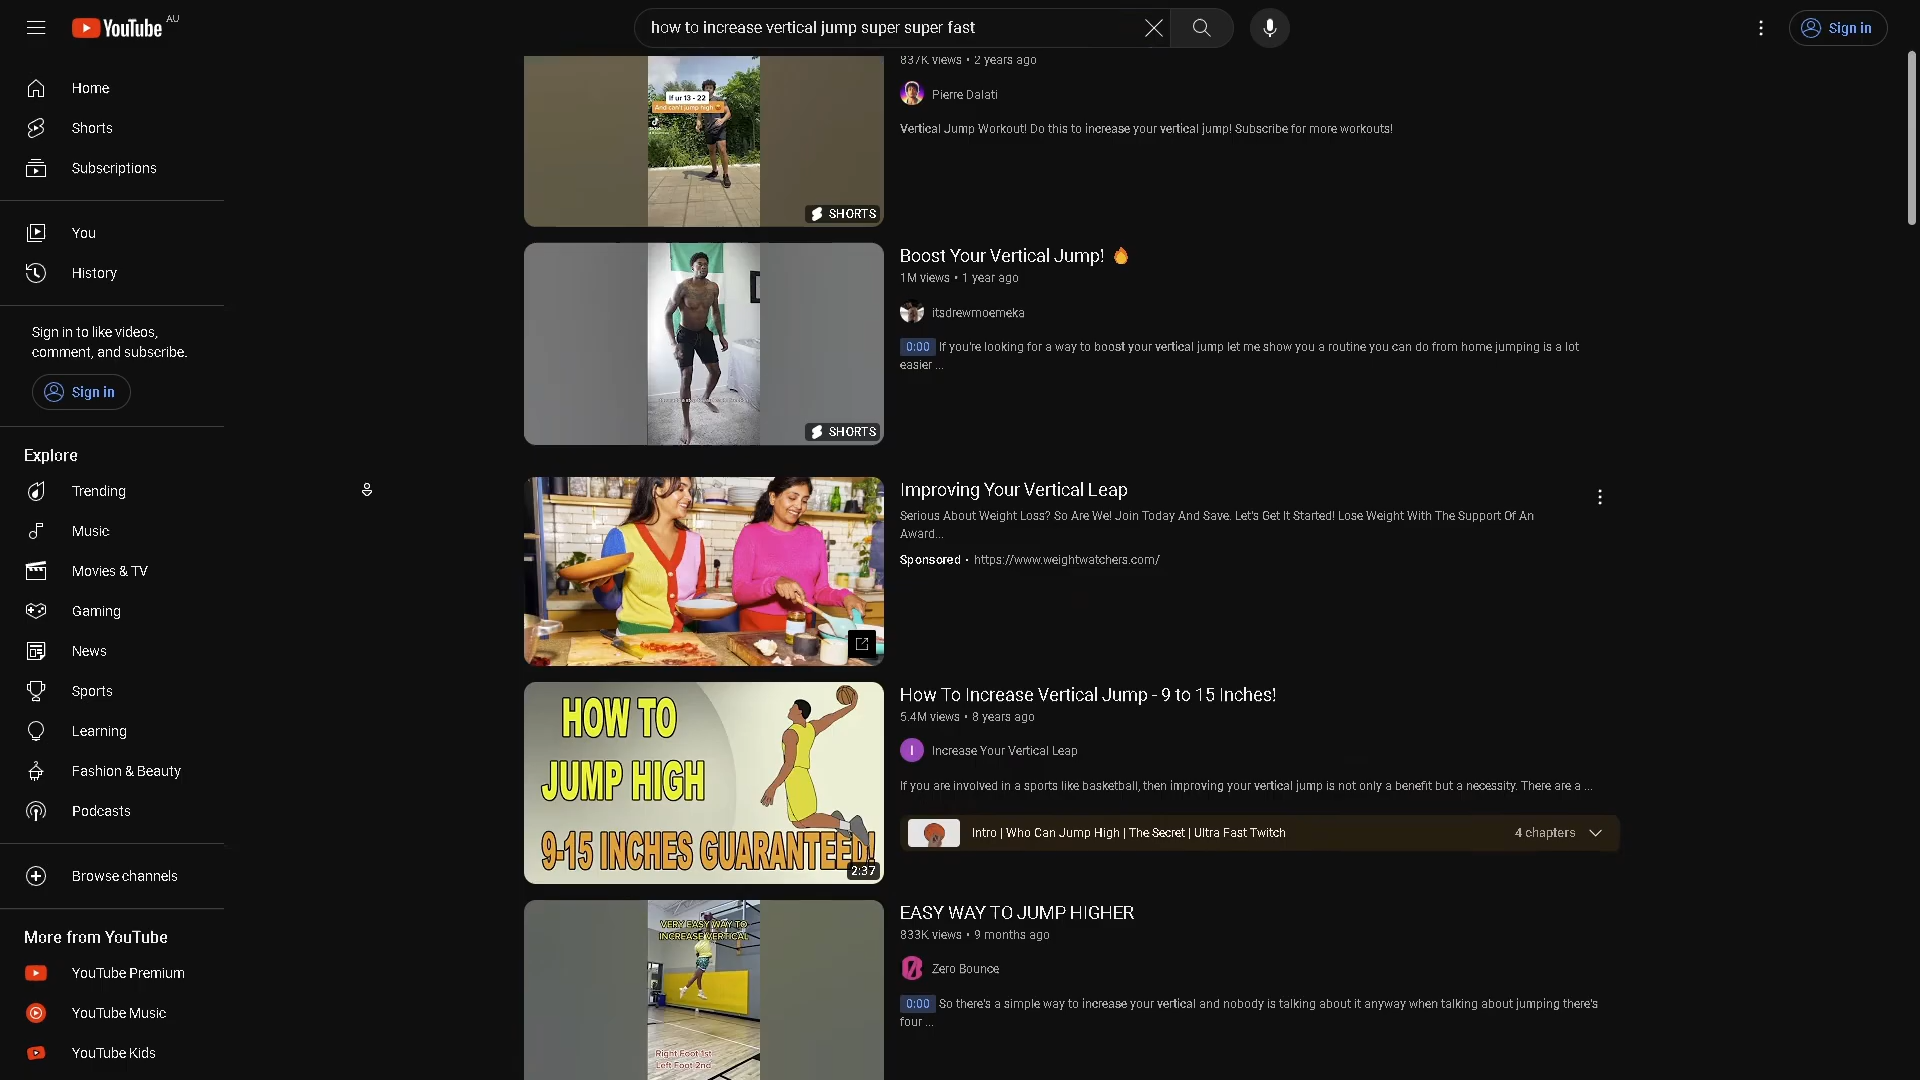 YouTube AU
how to increase vertical jump super super fast
Sign in
Home
Shorts
Subscriptions
You
History
Sign in to like videos,
comment, and subscribe.
Sign in
Explore
Trending
Music
Movies & TV
Gaming
News
Sports
Learning
Fashion & Beauty
Podcasts
Browse channels
More from YouTube
YouTube Premium
YouTube Music
YouTube Kids
If ur 13 - 22
And can't jump high
SHORTS
837K views • 2 years ago
Pierre Dalati
Vertical Jump Workout! Do this to increase your vertical jump! Subscribe for more workouts!
SHORTS
Boost Your Vertical Jump! 🔥
1M views • 1 year ago
itsdrewmoemeka
0:00 If you're looking for a way to boost your vertical jump let me show you a routine you can do from home jumping is a lot
easier ...
Improving Your Vertical Leap
Serious About Weight Loss? So Are We! Join Today And Save. Let's Get It Started! Lose Weight With The Support Of An
Award...
Sponsored • https://www.weightwatchers.com/
HOW TO
JUMP HIGH
9-15 INCHES GUARANTEED!
2:37
How To Increase Vertical Jump - 9 to 15 Inches!
5.4M views • 8 years ago
I Increase Your Vertical Leap
If you are involved in a sports like basketball, then improving your vertical jump is not only a benefit but a necessity. There are a ...
Intro | Who Can Jump High | The Secret | Ultra Fast Twitch 4 chapters
VERY EASY WAY TO
INCREASE VERTICAL
Right Foot 1st
Left Foot 2nd
EASY WAY TO JUMP HIGHER
833K views • 9 months ago
Zero Bounce
0:00 So there's a simple way to increase your vertical and nobody is talking about it anyway when talking about jumping there's
four ...